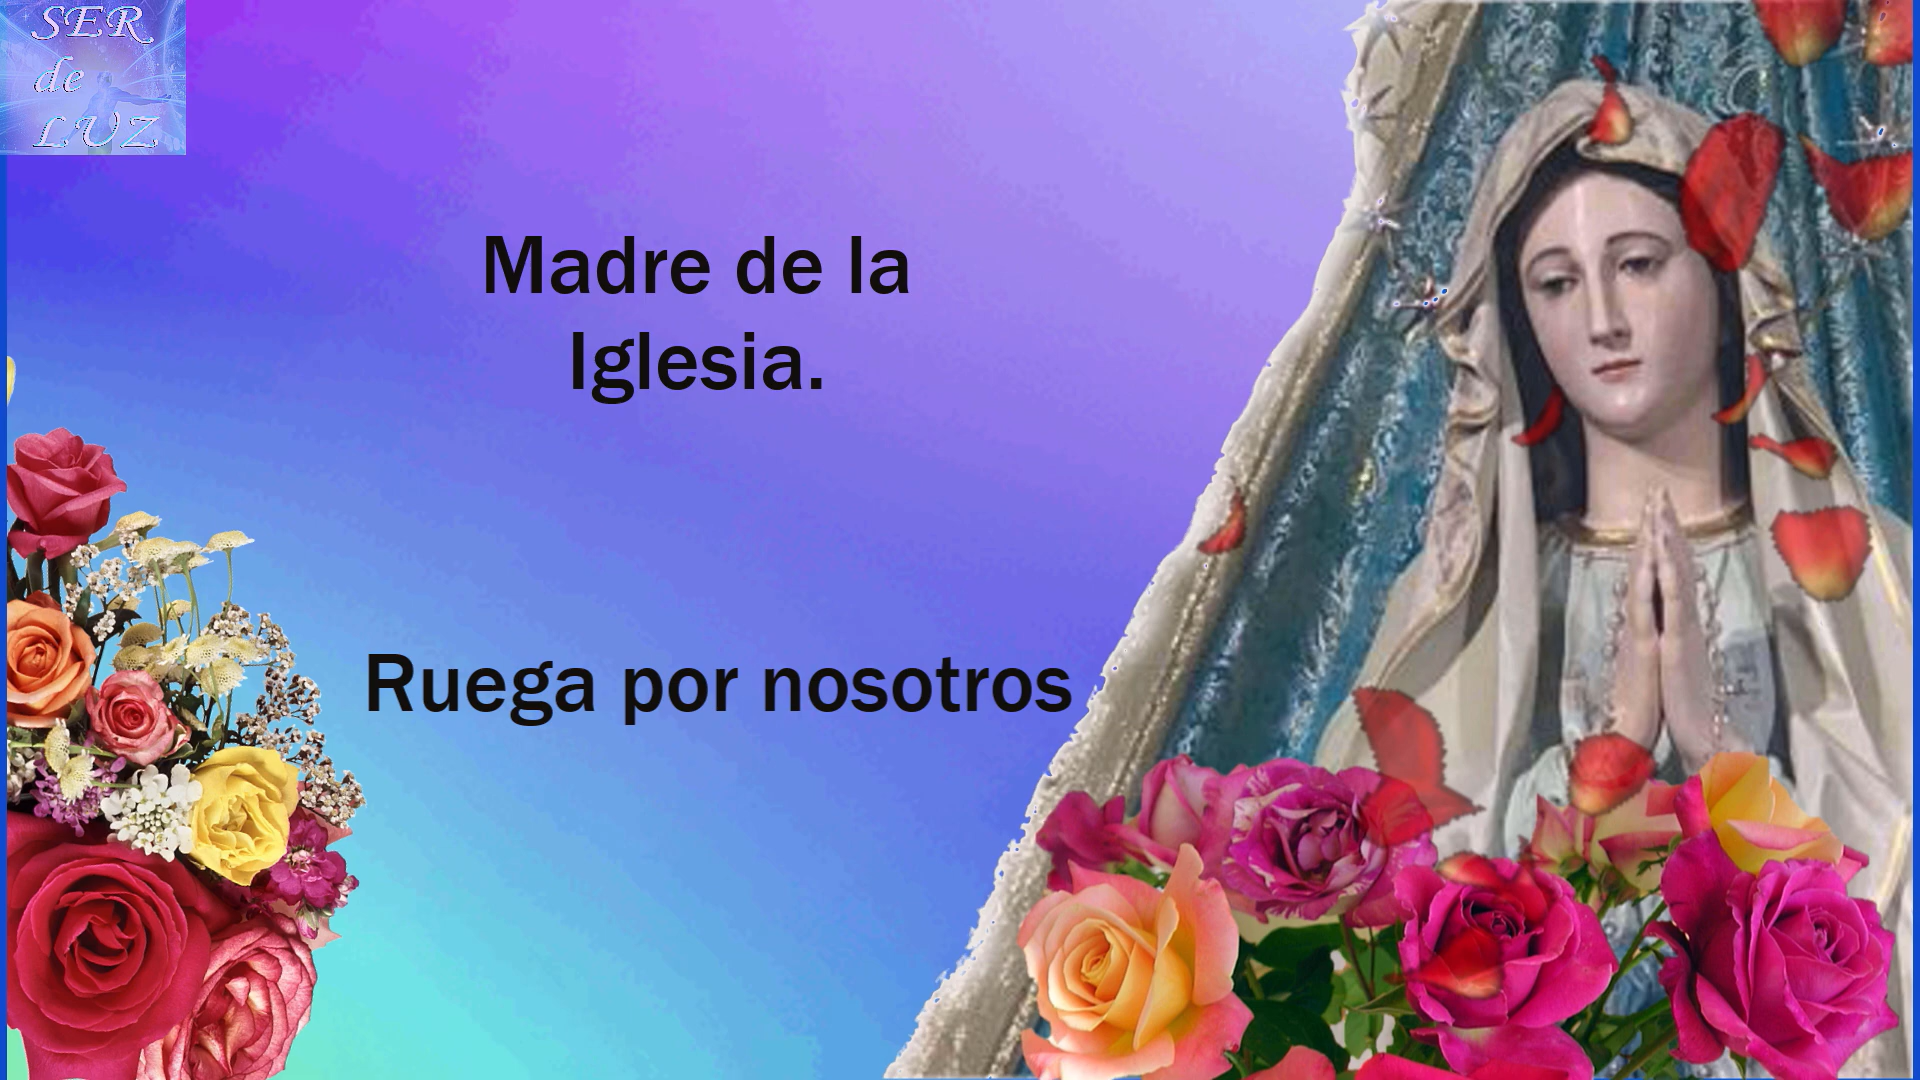 SER
de
LUZ
Madre de la
Iglesia.
Ruega por nosotros